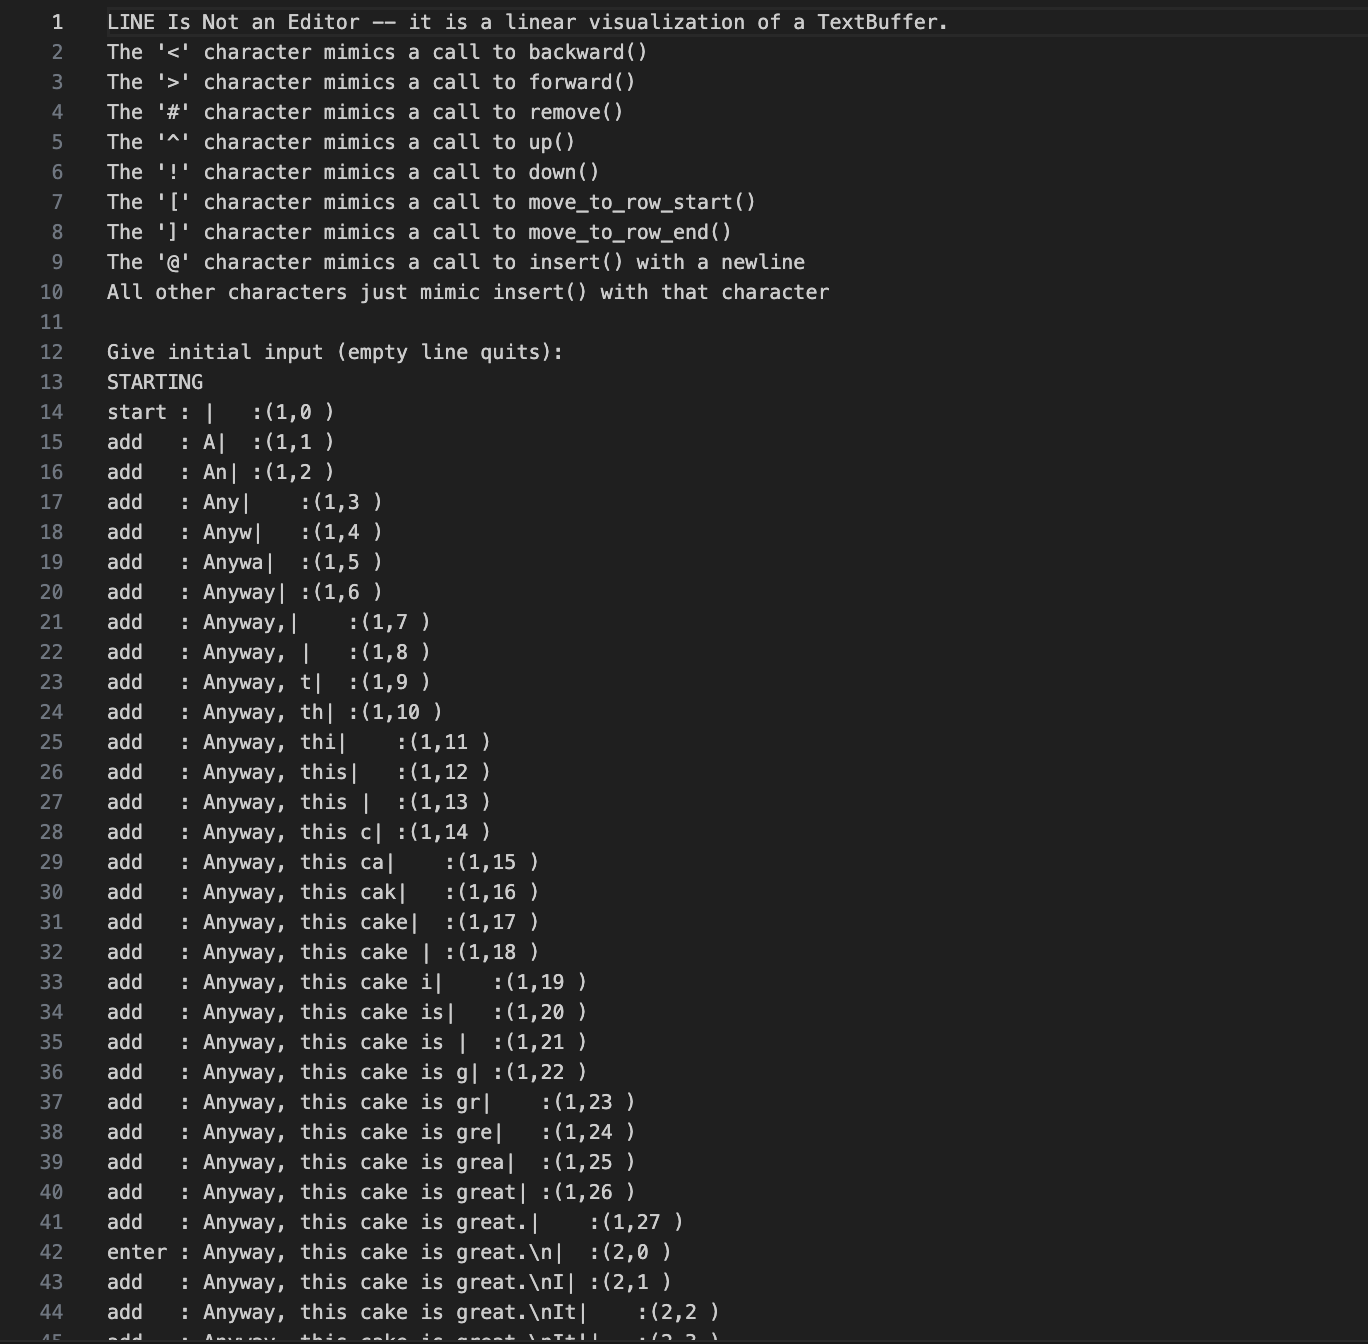 1 LINE Is Not an Editor -- it is a linear visualization of a TextBuffer.
2 The '<' character mimics a call to backward()
3 The '>' character mimics a call to forward()
4 The '#' character mimics a call to remove()
5 The '^' character mimics a call to up()
6 The '!' character mimics a call to down()
7 The '[' character mimics a call to move_to_row_start()
8 The ']' character mimics a call to move_to_row_end()
9 The '@' character mimics a call to insert() with a newline
10 All other characters just mimic insert() with that character
11
12 Give initial input (empty line quits):
13 STARTING
14 start : |   :(1,0 )
15 add   : A|  :(1,1 )
16 add   : An| :(1,2 )
17 add   : Any|    :(1,3 )
18 add   : Anyw|   :(1,4 )
19 add   : Anywa|  :(1,5 )
20 add   : Anyway| :(1,6 )
21 add   : Anyway,|    :(1,7 )
22 add   : Anyway, |   :(1,8 )
23 add   : Anyway, t|  :(1,9 )
24 add   : Anyway, th| :(1,10 )
25 add   : Anyway, thi|    :(1,11 )
26 add   : Anyway, this|   :(1,12 )
27 add   : Anyway, this |  :(1,13 )
28 add   : Anyway, this c| :(1,14 )
29 add   : Anyway, this ca|    :(1,15 )
30 add   : Anyway, this cak|   :(1,16 )
31 add   : Anyway, this cake|  :(1,17 )
32 add   : Anyway, this cake | :(1,18 )
33 add   : Anyway, this cake i|    :(1,19 )
34 add   : Anyway, this cake is|   :(1,20 )
35 add   : Anyway, this cake is |  :(1,21 )
36 add   : Anyway, this cake is g| :(1,22 )
37 add   : Anyway, this cake is gr|    :(1,23 )
38 add   : Anyway, this cake is gre|   :(1,24 )
39 add   : Anyway, this cake is grea|  :(1,25 )
40 add   : Anyway, this cake is great| :(1,26 )
41 add   : Anyway, this cake is great.|    :(1,27 )
42 enter : Anyway, this cake is great.\n|  :(2,0 )
43 add   : Anyway, this cake is great.\nI| :(2,1 )
44 add   : Anyway, this cake is great.\nIt|    :(2,2 )